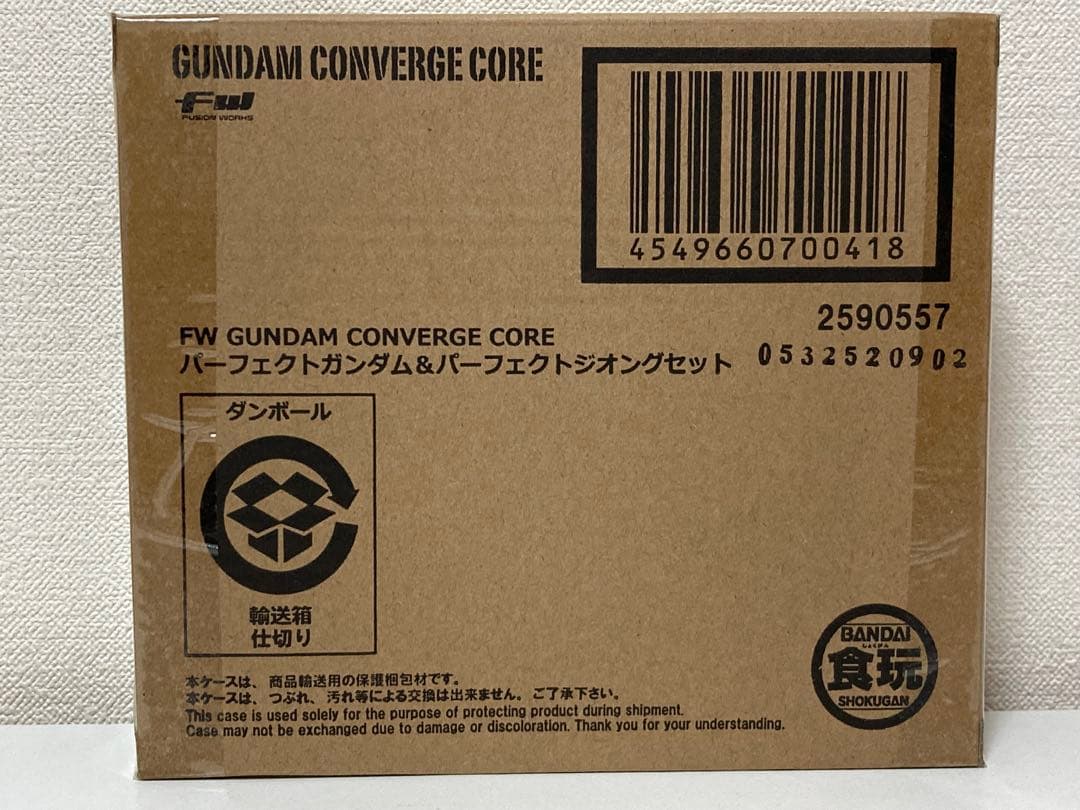 GUNDAM CONVERGE CORE
FW
FUSION WORKS
4549660700418
2590557
FW GUNDAM CONVERGE CORE
パーフェクトガンダム&パーフェクトジオングセット
0532520902
ダンボール
輸送箱
仕切り
本ケースは、商品輸送用の保護梱包材です。
本ケースは、つぶれ、汚れ等による交換は出来ません。ご了承下さい。
This case is used solely for the purpose of protecting product during shipment.
Case may not be exchanged due to damage or discoloration. Thank you for your understanding.
BANDAI
しょくがん
食玩
SHOKUGAN